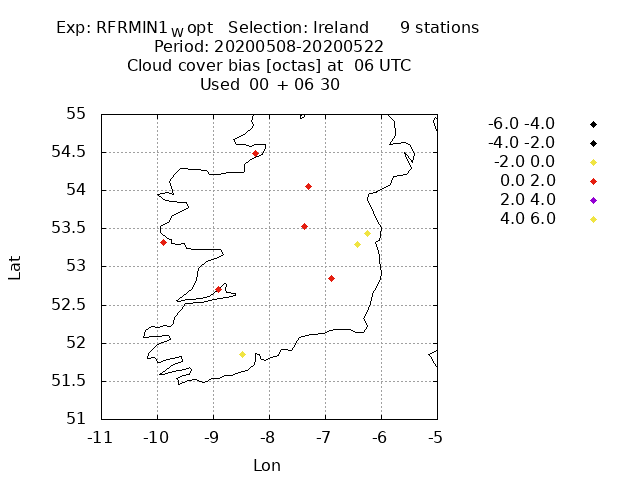 Exp: RFRMIN1_W opt Selection: Ireland 9 stations
Period: 20200508-20200522
Cloud cover bias [octas] at 06 UTC
Used 00 + 06 30
-6.0 -4.0
-4.0 -2.0
-2.0 0.0
0.0 2.0
2.0 4.0
4.0 6.0
55
54.5
54
53.5
53
52.5
52
51.5
51
Lat
-11 -10 -9 -8 -7 -6 -5
Lon